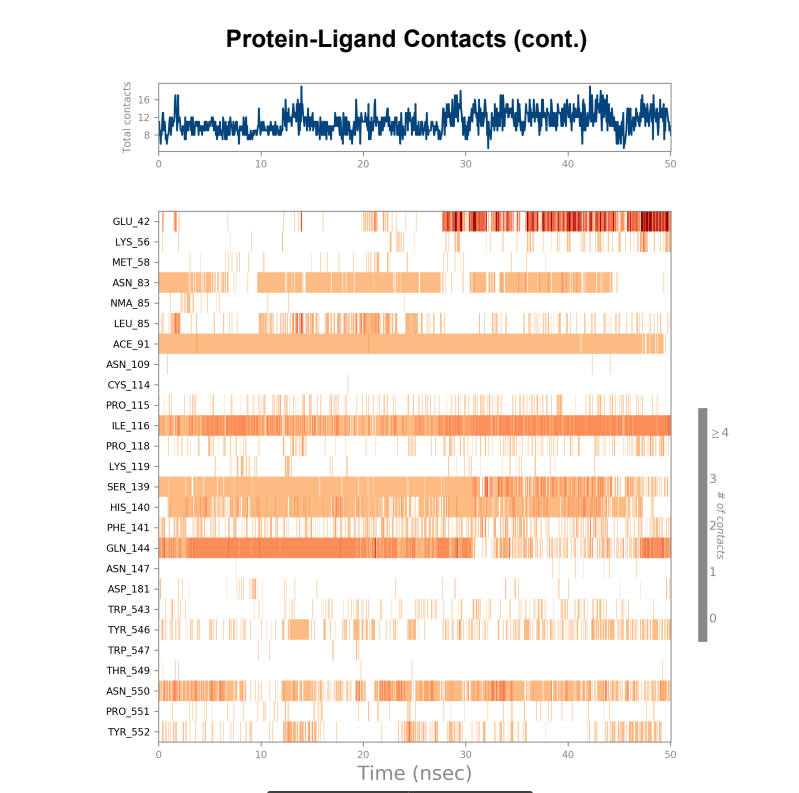 Protein-Ligand Contacts (cont.)
Total contacts
16
12
8
0 10 20 30 40 50
GLU_42
LYS_56
MET_58
ASN_83
NMA_85
LEU_85
ACE_91
ASN_109
CYS_114
PRO_115
ILE_116
PRO_118
LYS_119
SER_139
HIS_140
PHE_141
GLN_144
ASN_147
ASP_181
TRP_543
TYR_546
TRP_547
THR_549
ASN_550
PRO_551
TYR_552
0 10 20 30 40 50
Time (nsec)
≥4
3
2
1
0
# of contacts